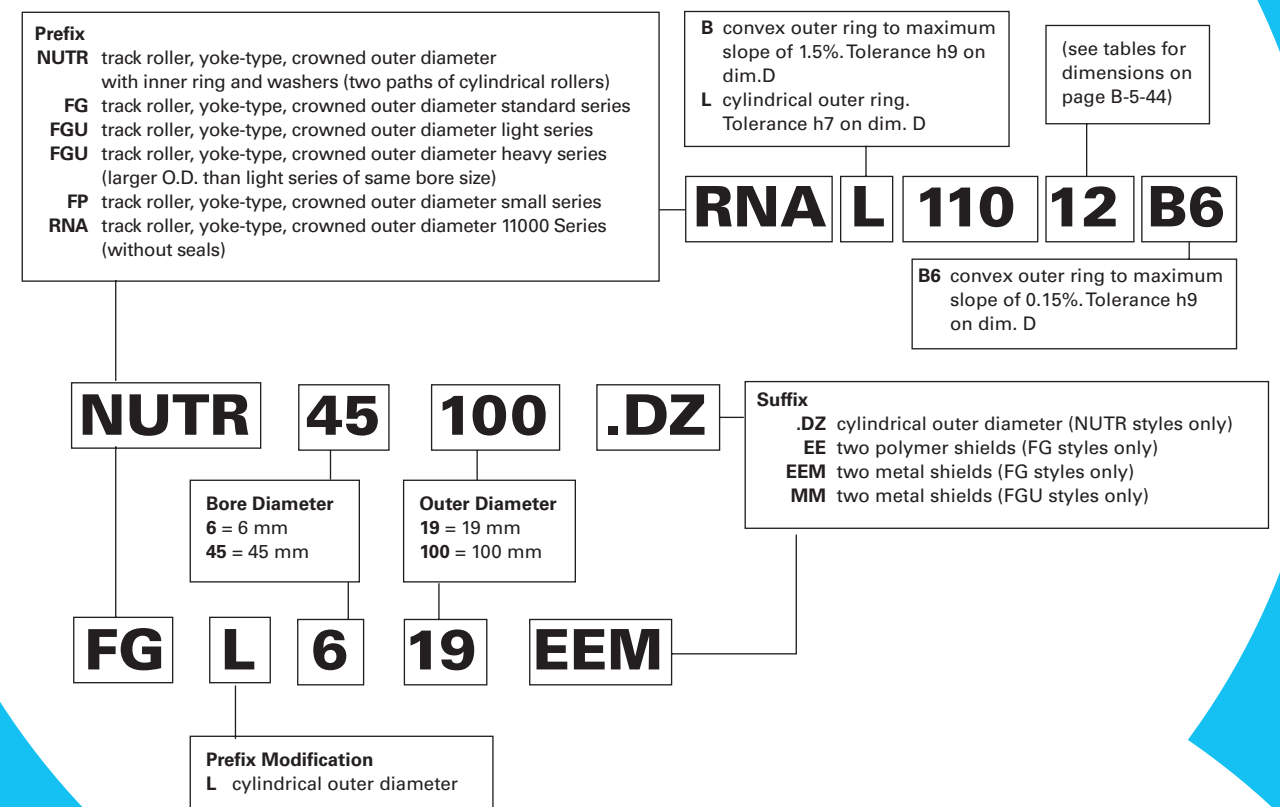 Prefix
NUTR track roller, yoke-type, crowned outer diameter
with inner ring and washers (two paths of cylindrical rollers)
FG track roller, yoke-type, crowned outer diameter standard series
FGU track roller, yoke-type, crowned outer diameter light series
FGU track roller, yoke-type, crowned outer diameter heavy series
(larger O.D. than light series of same bore size)
FP track roller, yoke-type, crowned outer diameter small series
RNA track roller, yoke-type, crowned outer diameter 11000 Series
(without seals)
B convex outer ring to maximum
slope of 1.5%. Tolerance h9 on
dim.D
L cylindrical outer ring.
Tolerance h7 on dim. D
(see tables for
dimensions on
page B-5-44)
RNA L 110 12 B6
B6 convex outer ring to maximum
slope of 0.15%. Tolerance h9
on dim. D
NUTR 45 100 .DZ
Suffix
.DZ cylindrical outer diameter (NUTR styles only)
EE two polymer shields (FG styles only)
EEM two metal shields (FG styles only)
MM two metal shields (FGU styles only)
Bore Diameter
6 = 6 mm
45 = 45 mm
Outer Diameter
19 = 19 mm
100 = 100 mm
FG L 6 19 EEM
Prefix Modification
L cylindrical outer diameter